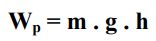 Wp = m . g . h